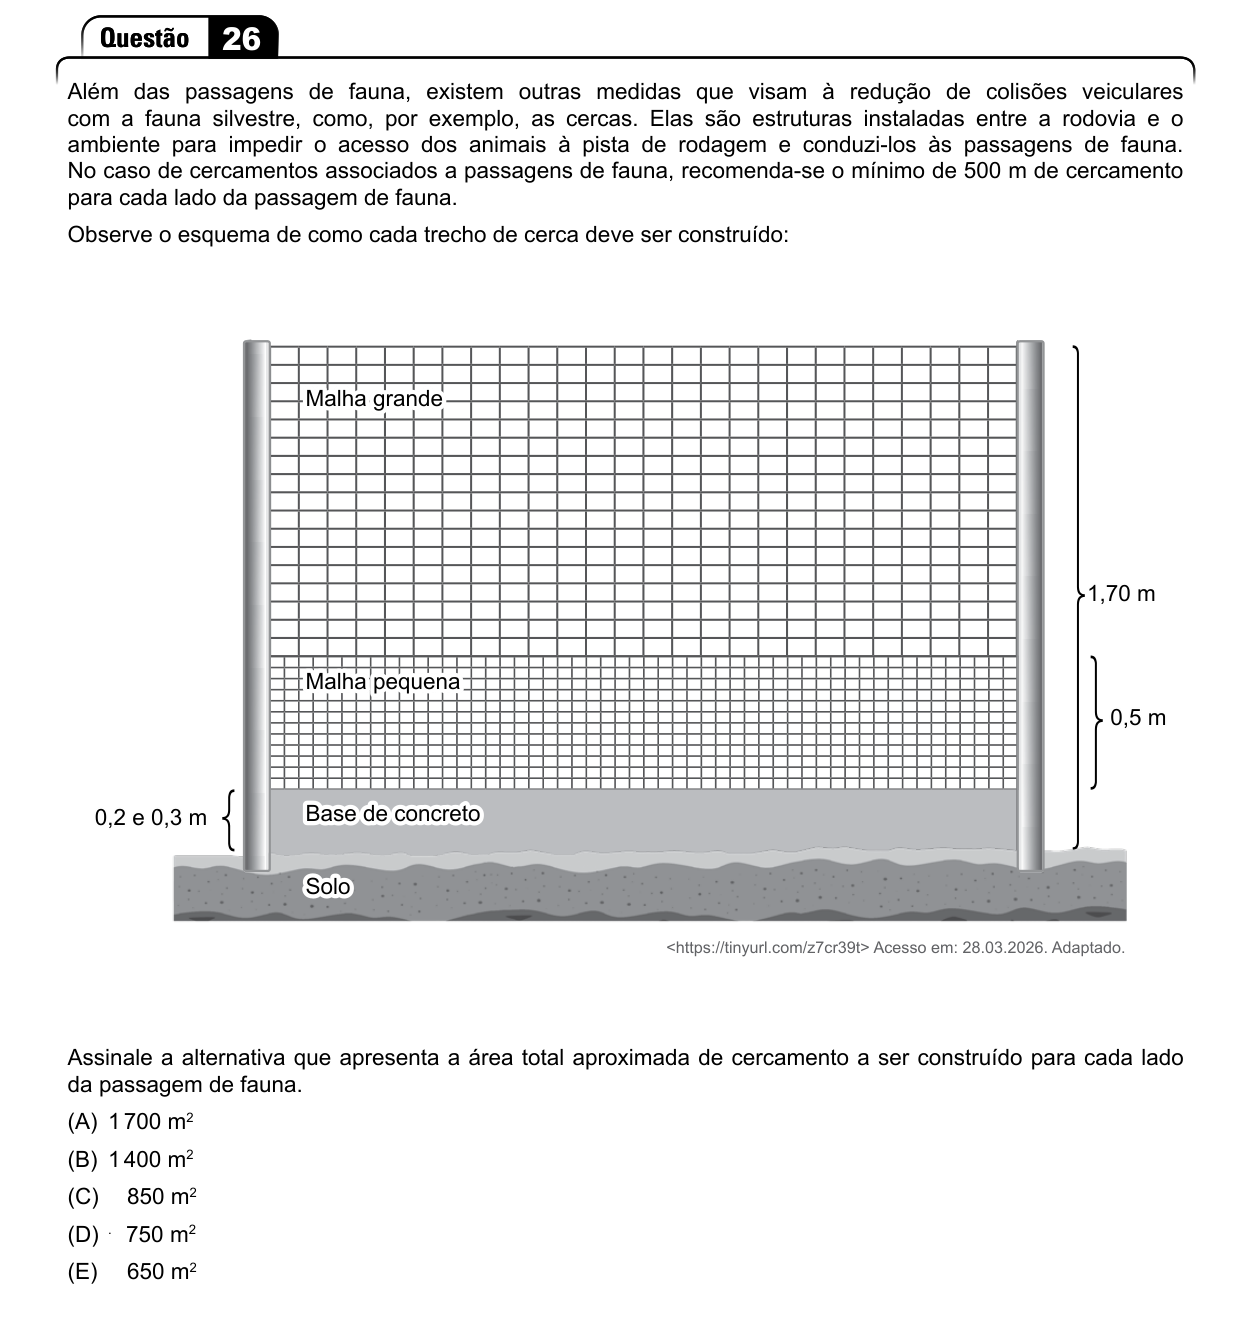 Questão 26
Além das passagens de fauna, existem outras medidas que visam à redução de colisões veiculares
com a fauna silvestre, como, por exemplo, as cercas. Elas são estruturas instaladas entre a rodovia e o
ambiente para impedir o acesso dos animais à pista de rodagem e conduzi-los às passagens de fauna.
No caso de cercamentos associados a passagens de fauna, recomenda-se o mínimo de 500 m de cercamento
para cada lado da passagem de fauna.
Observe o esquema de como cada trecho de cerca deve ser construído:
Malha grande
1,70 m
Malha pequena
0,5 m
0,2 e 0,3 m
Base de concreto
Solo
<https://tinyurl.com/z7cr39t> Acesso em: 28.03.2026. Adaptado.
Assinale a alternativa que apresenta a área total aproximada de cercamento a ser construído para cada lado
da passagem de fauna.
(A) 1 700 m²
(B) 1 400 m²
(C) 850 m²
(D) 750 m²
(E) 650 m²